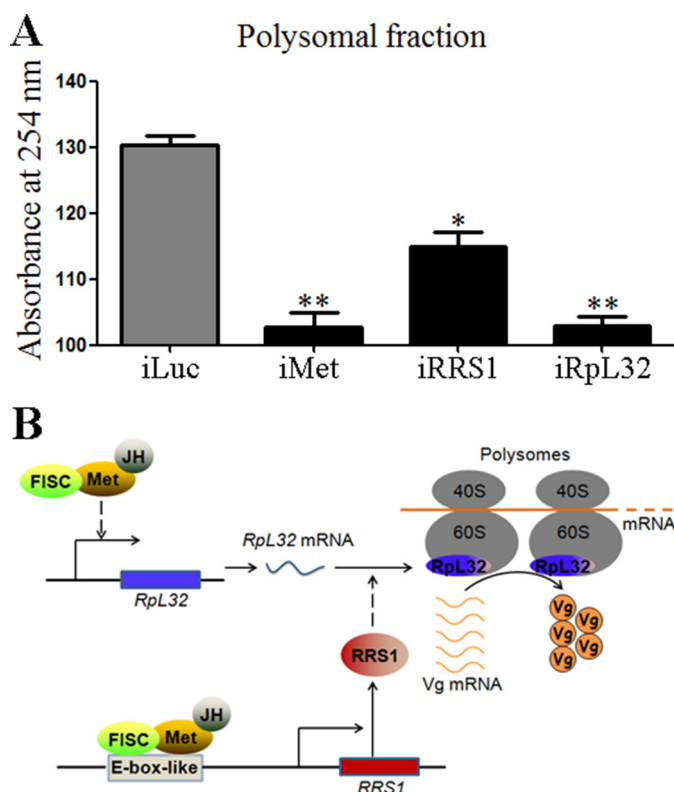 A
Polysomal fraction
Absorbance at 254 nm
140
130
120
110
100
**
*
**
iLuc
iMet
iRRS1
iRpL32
B
JH
FISC
Met
RpL32
RpL32 mRNA
Polysomes
40S
40S
mRNA
60S
60S
RpL32
RpL32
RRS1
Vg mRNA
Vg
Vg
Vg
Vg
Vg
JH
FISC
Met
E-box-like
RRS1